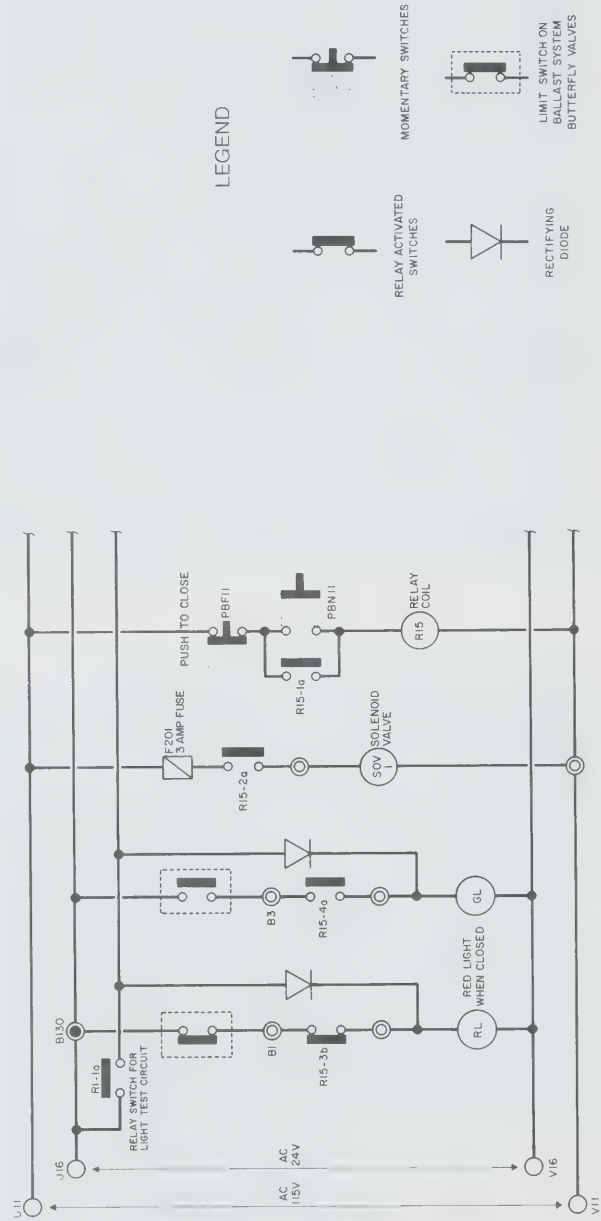 U11
J16
AC
115V
AC
24V
V16
V11
R1-1a
RELAY SWITCH FOR
LIGHT TEST CIRCUIT
B130
B1
R15-3b
RED LIGHT
WHEN CLOSED
RL
B3
R15-4a
GL
F201
3 AMP FUSE
R15-2a
SOV
1
SOLENOID
VALVE
PUSH TO CLOSE
PBF11
R15-1a
PBN11
R15
RELAY
COIL
LEGEND
RELAY ACTIVATED
SWITCHES
MOMENTARY SWITCHES
RECTIFYING
DIODE
LIMIT SWITCH ON
BALLAST SYSTEM
BUTTERFLY VALVES